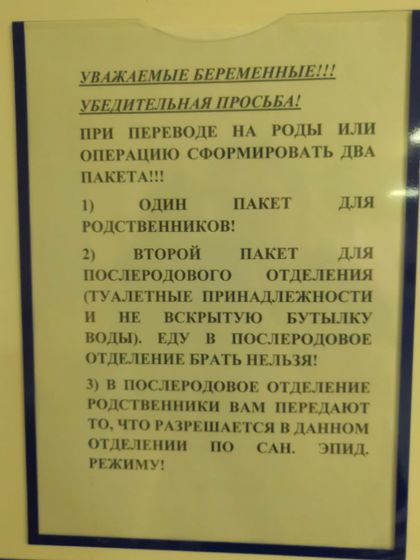 УВАЖАЕМЫЕ БЕРЕМЕННЫЕ!!!
УБЕДИТЕЛЬНАЯ ПРОСЬБА!
ПРИ ПЕРЕВОДЕ НА РОДЫ ИЛИ
ОПЕРАЦИЮ СФОРМИРОВАТЬ ДВА
ПАКЕТА!!!
1) ОДИН ПАКЕТ ДЛЯ
РОДСТВЕННИКОВ!
2) ВТОРОЙ ПАКЕТ ДЛЯ
ПОСЛЕРОДОВОГО ОТДЕЛЕНИЯ
(ТУАЛЕТНЫЕ ПРИНАДЛЕЖНОСТИ
И НЕ ВСКРЫТУЮ БУТЫЛКУ
ВОДЫ). ЕДУ В ПОСЛЕРОДОВОЕ
ОТДЕЛЕНИЕ БРАТЬ НЕЛЬЗЯ!
3) В ПОСЛЕРОДОВОЕ ОТДЕЛЕНИЕ
РОДСТВЕННИКИ ВАМ ПЕРЕДАЮТ
ТО, ЧТО РАЗРЕШАЕТСЯ В ДАННОМ
ОТДЕЛЕНИИ ПО САН. ЭПИД.
РЕЖИМУ!